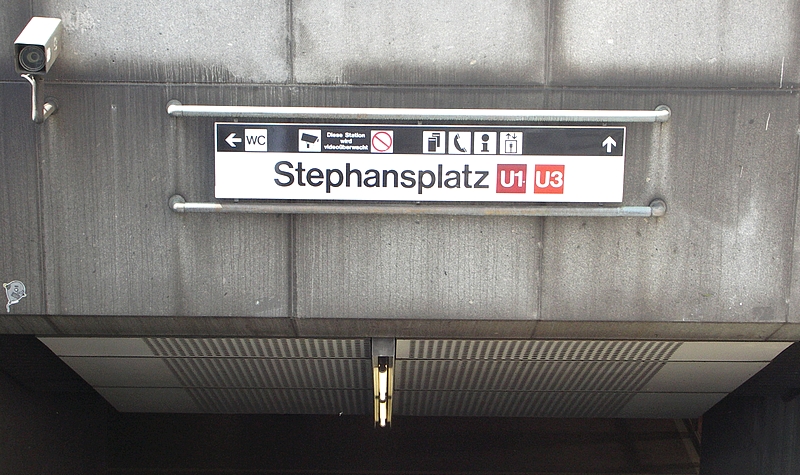 WC
Diese Station
wird
videoüberwacht
Stephansplatz U1 U3